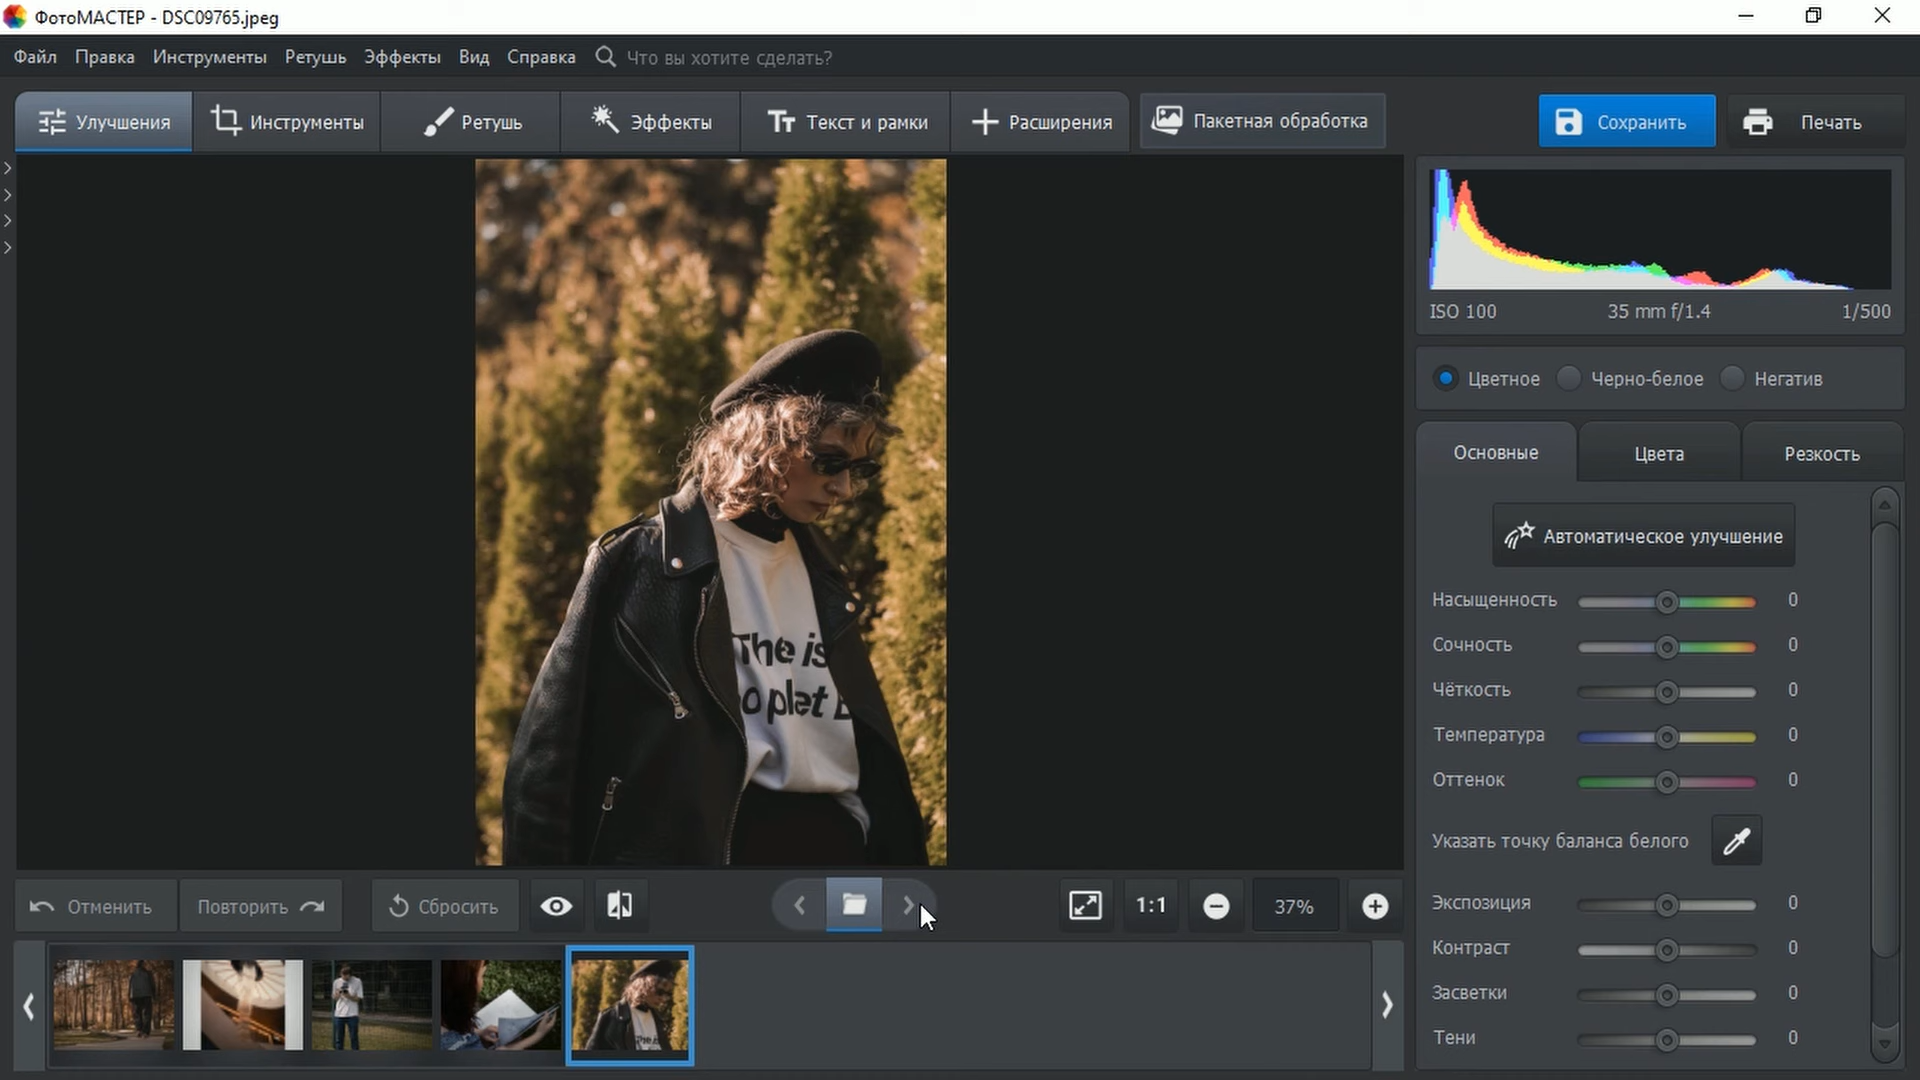 ФотоМАСТЕР - DSC09765.jpeg
Файл Правка Инструменты Ретушь Эффекты Вид Справка Что вы хотите сделать?
Улучшения Инструменты Ретушь Эффекты Текст и рамки Расширения Пакетная обработка Сохранить Печать
ISO 100 35 mm f/1.4 1/500
Цветное Черно-белое Негатив
Основные Цвета Резкость
Автоматическое улучшение
Насыщенность 0
Сочность 0
Чёткость 0
Температура 0
Оттенок 0
Указать точку баланса белого
Экспозиция 0
Контраст 0
Засветки 0
Тени 0
The is
o plet B
Отменить Повторить Сбросить 1:1 37%